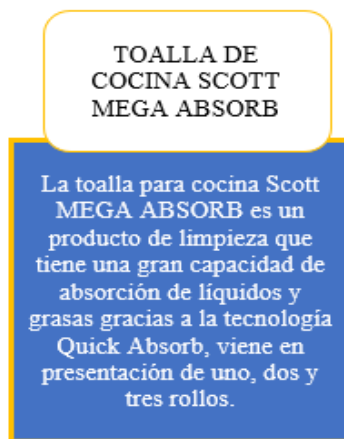 TOALLA DE
COCINA SCOTT
MEGA ABSORB
La toalla para cocina Scott
MEGA ABSORB es un
producto de limpieza que
tiene una gran capacidad de
absorción de líquidos y
grasas gracias a la tecnología
Quick Absorb, viene en
presentación de uno, dos y
tres rollos.